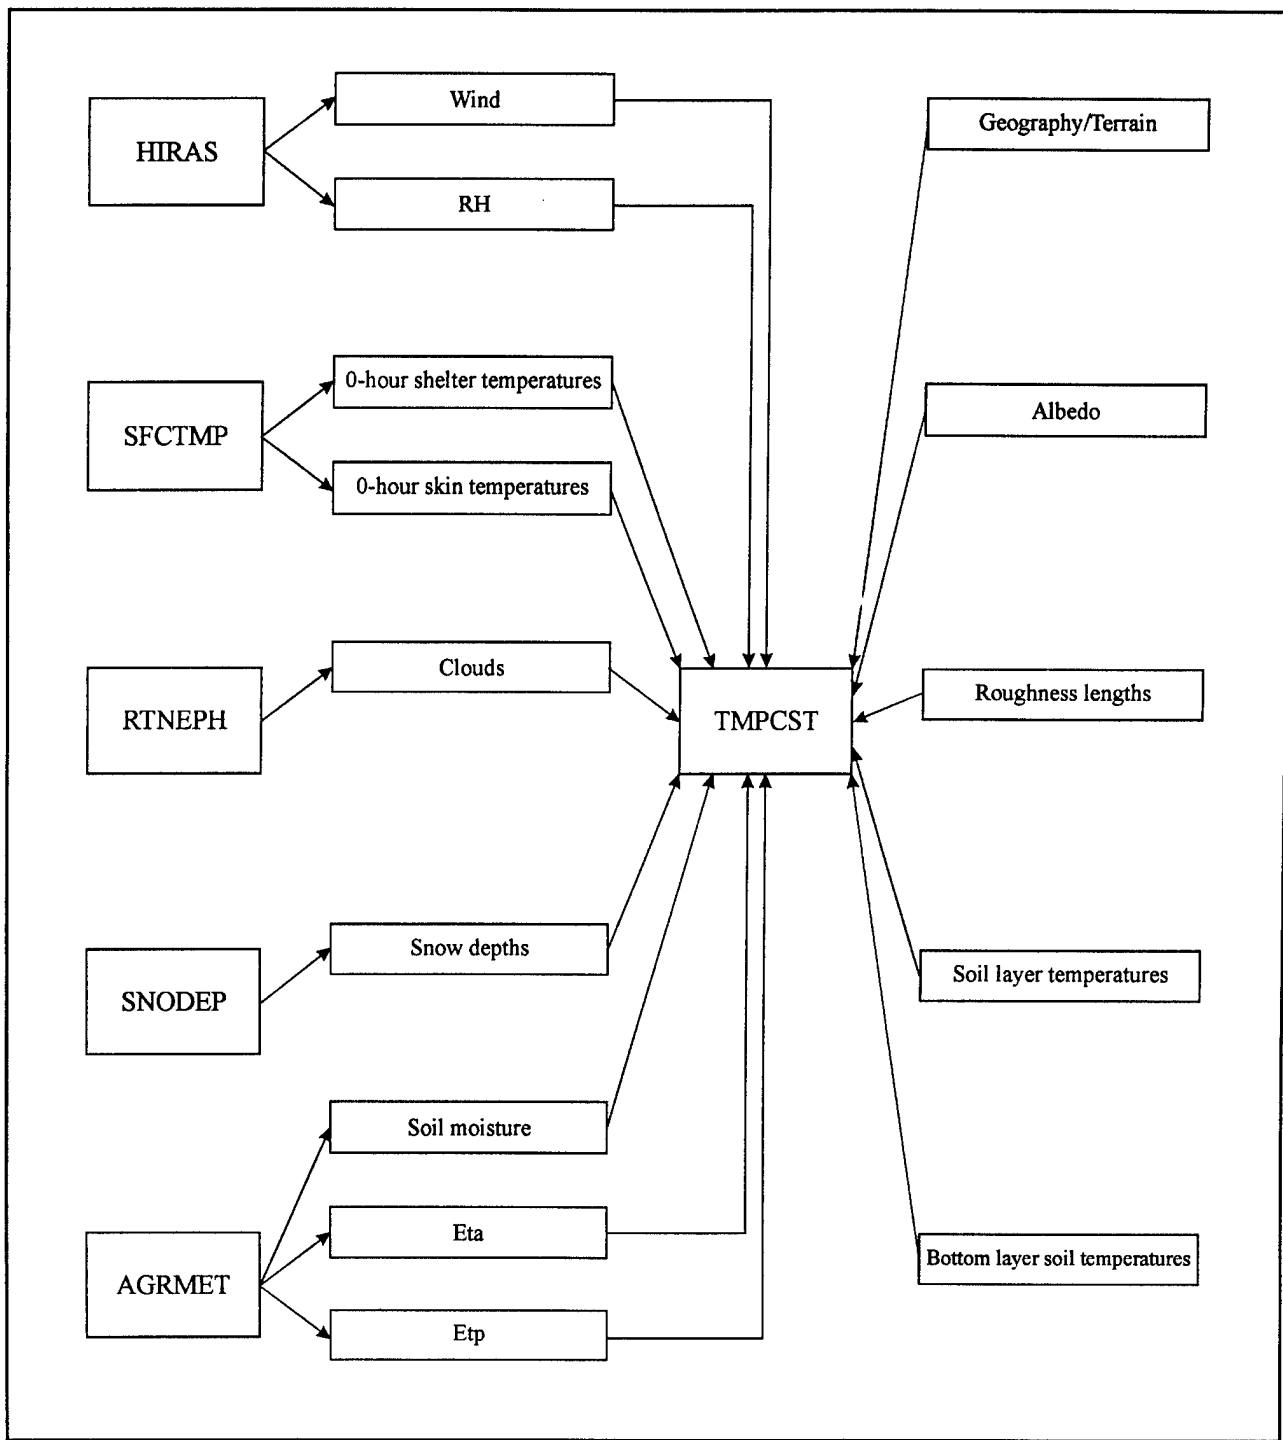 HIRAS
Wind
RH
SFCTMP
0-hour shelter temperatures
0-hour skin temperatures
RTNEPH
Clouds
SNODEP
Snow depths
AGRMET
Soil moisture
Eta
Etp
TMPCST
Geography/Terrain
Albedo
Roughness lengths
Soil layer temperatures
Bottom layer soil temperatures